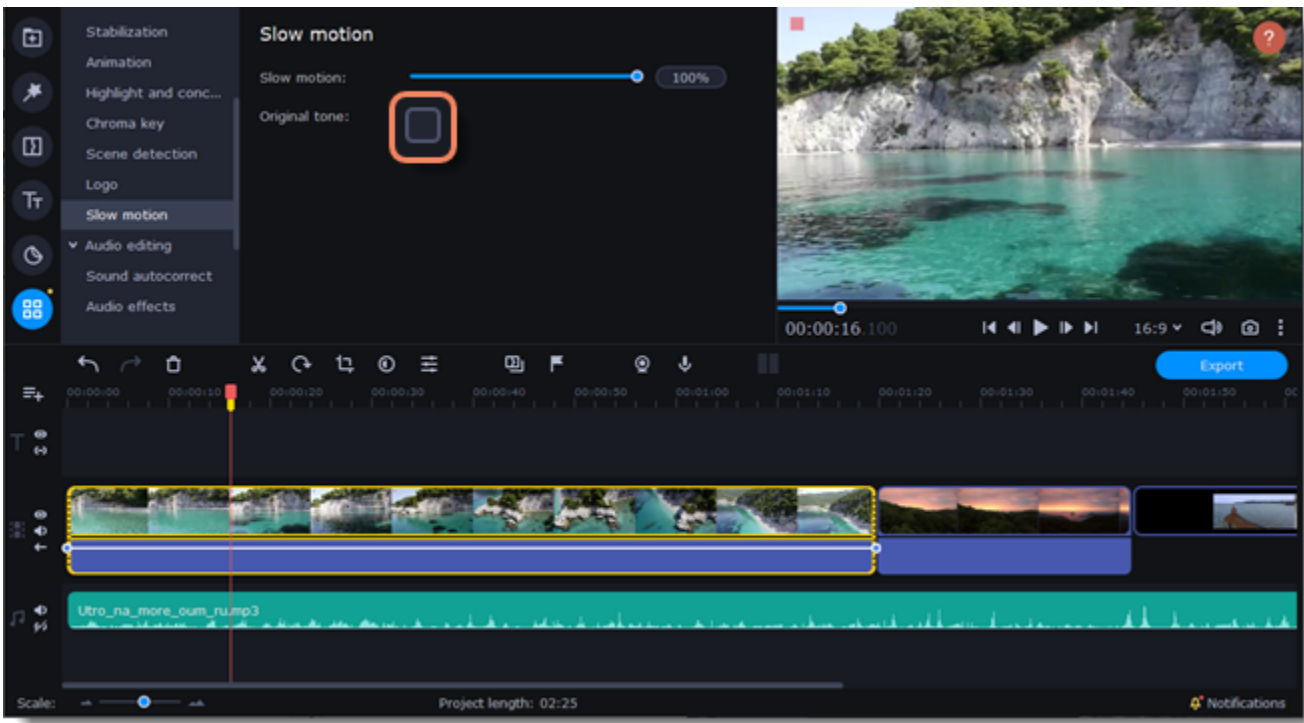 Stabilization
Animation
Highlight and conc...
Chroma key
Scene detection
Logo
Slow motion
Audio editing
Sound autocorrect
Audio effects
Slow motion
Slow motion: 100%
Original tone:
?
00:00:16.100
16:9
Export
00:00:00 00:00:10 00:00:20 00:00:30 00:00:40 00:00:50 00:01:00 00:01:10 00:01:20 00:01:30 00:01:40 00:01:50
Utro_na_more_oum_ru.mp3
Scale: Project length: 02:25 Notifications